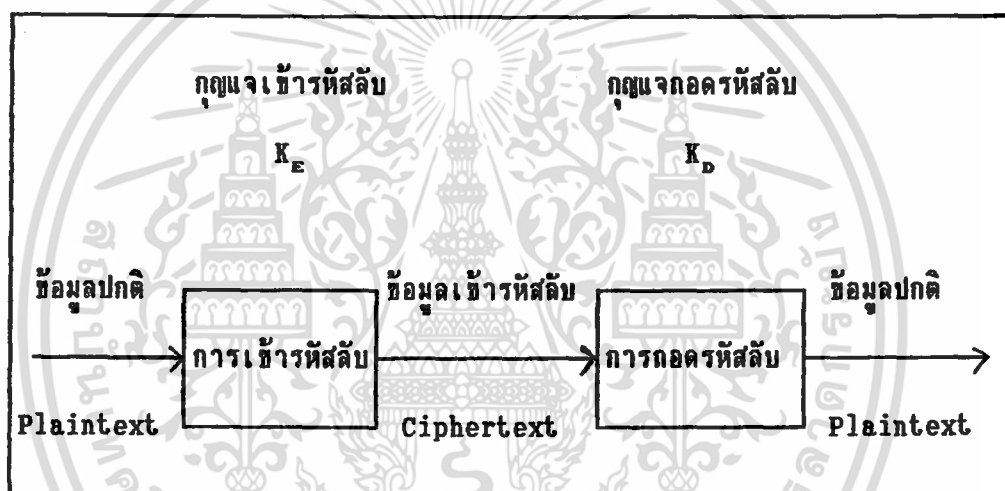 กุญแจเข้ารหัสลับ กุญแจถอดรหัสลับ
K_E K_D
ข้อมูลปกติ ข้อมูลเข้ารหัสลับ ข้อมูลปกติ
การเข้ารหัสลับ การถอดรหัสลับ
Plaintext Ciphertext Plaintext